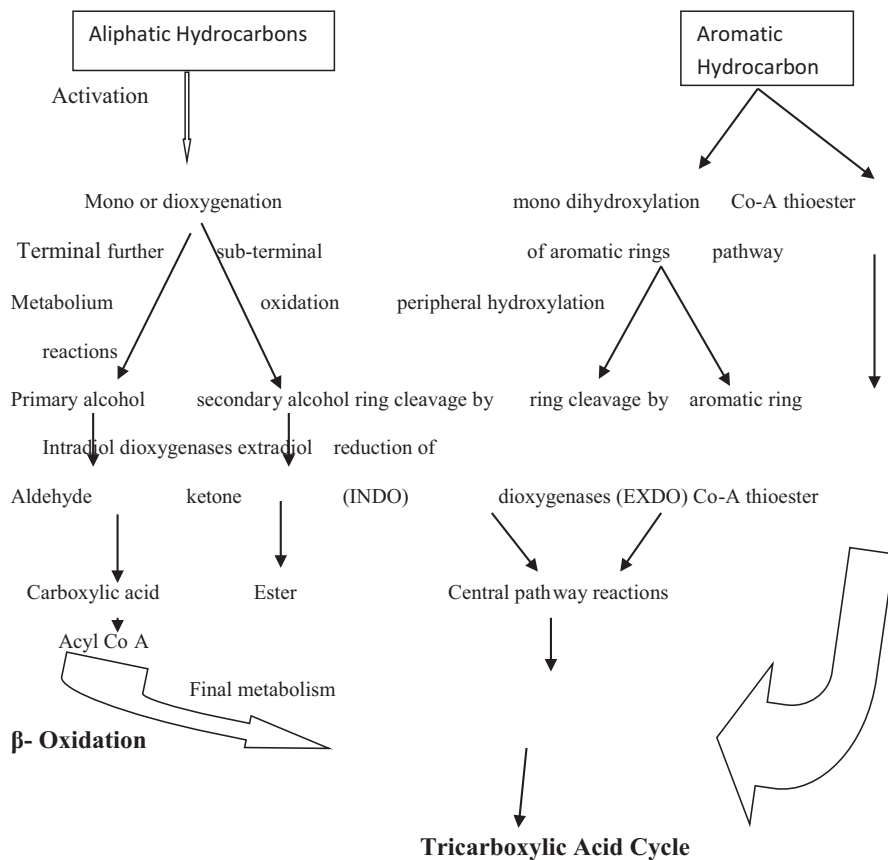 Aliphatic Hydrocarbons
Aromatic
Hydrocarbon
Activation
Mono or dioxygenation mono dihydroxylation Co-A thioester
Terminal further sub-terminal of aromatic rings pathway
Metabolium oxidation peripheral hydroxylation
reactions
Primary alcohol secondary alcohol ring cleavage by ring cleavage by aromatic ring
Intradiol dioxygenases extradiol reduction of
Aldehyde ketone (INDO) dioxygenases (EXDO) Co-A thioester
Carboxylic acid Ester Central pathway reactions
Acyl Co A
Final metabolism
β- Oxidation
Tricarboxylic Acid Cycle